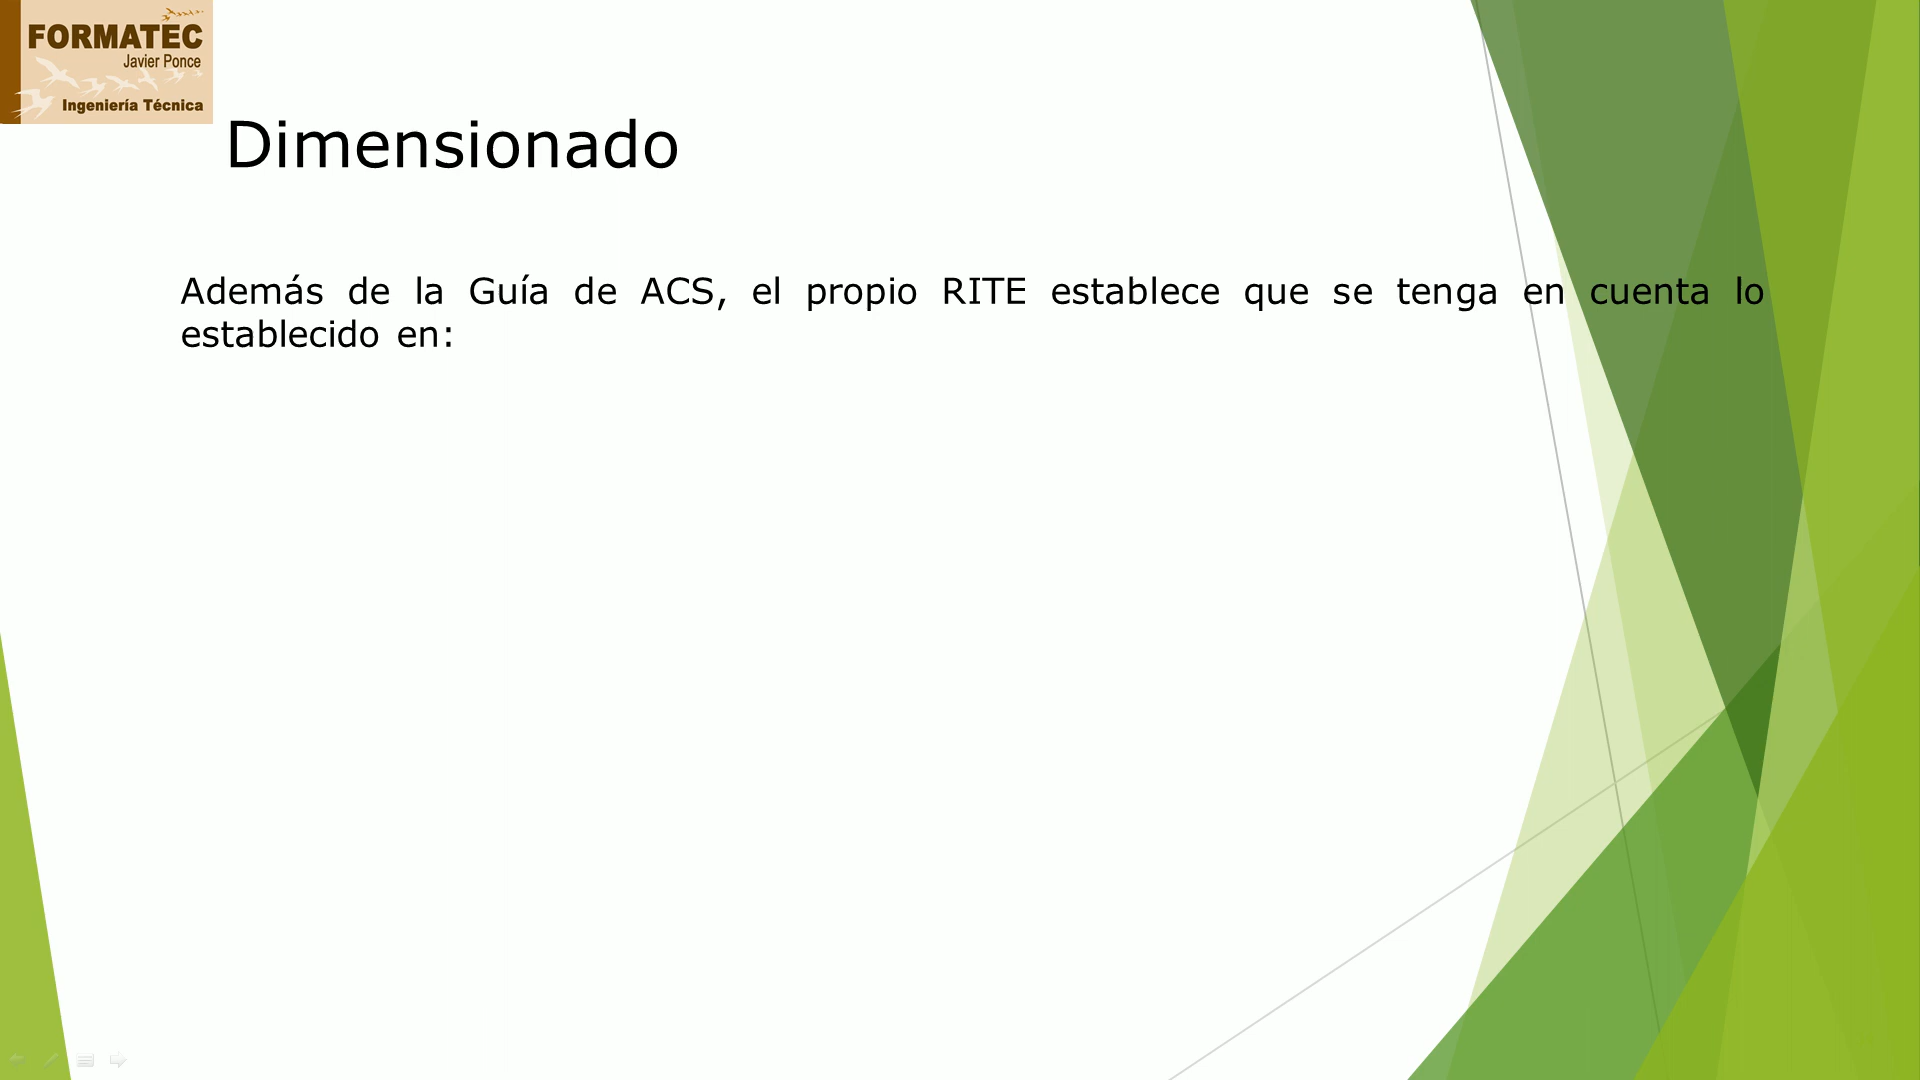 FORMATEC
Javier Ponce
Ingeniería Técnica
Dimensionado
Además de la Guía de ACS, el propio RITE establece que se tenga en cuenta lo
establecido en: